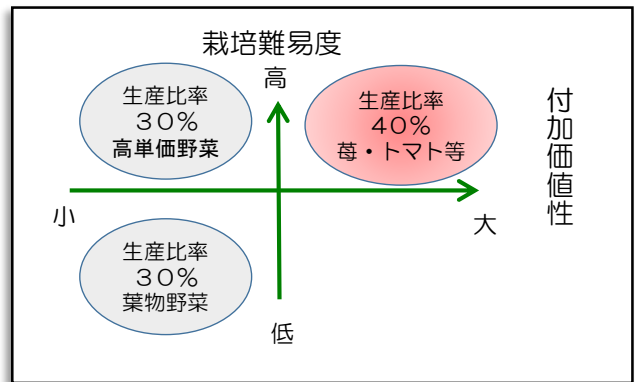 栽培難易度
高
生産比率
30%
高単価野菜
生産比率
40%
苺・トマト等
付加価値性
小
大
生産比率
30%
葉物野菜
低